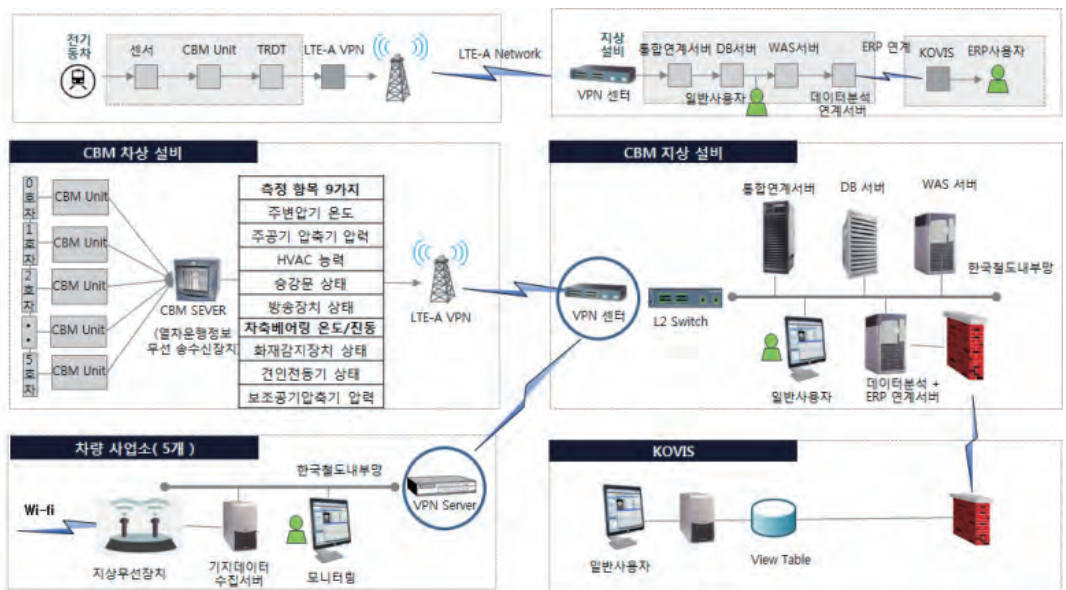 전기
동차
센서
CBM Unit
TRDT
LTE-A VPN
LTE-A Network
지상
설비
VPN 센터
통합연계서버
DB서버
WAS서버
일반사용자
데이터분석
연계서버
ERP 연계
KOVIS
ERP사용자
CBM 차상 설비
0
호
차
1
호
차
2
호
차
•
•
5
호
차
CBM Unit
CBM Unit
CBM Unit
CBM Unit
CBM Unit
CBM SEVER
(열차운행정보
무선 송수신장치)
측정 항목 9가지
주변압기 온도
주공기 압축기 압력
HVAC 능력
승강문 상태
방송장치 상태
차축베어링 온도/진동
화재감지장치 상태
견인전동기 상태
보조공기압축기 압력
LTE-A VPN
CBM 지상 설비
통합연계서버
DB 서버
WAS 서버
한국철도내부망
VPN 센터
L2 Switch
일반사용자
데이터분석 +
ERP 연계서버
차량 사업소( 5개 )
한국철도내부망
Wi-fi
VPN Server
지상무선장치
기지데이터
수집서버
모니터링
KOVIS
일반사용자
View Table